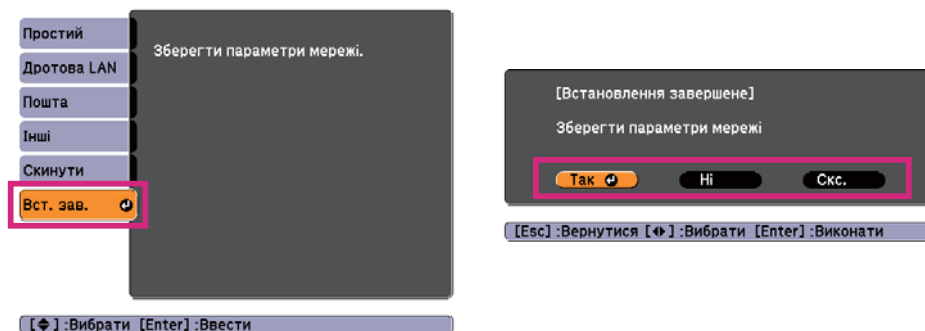 Простий
Дротова LAN
Пошта
Інші
Скинути
Вст. зав.
Зберегти параметри мережі.
[ ] :Вибрати [Enter] :Ввести
[Встановлення завершене]
Зберегти параметри мережі
Так Ні Скс.
[Esc] :Вернутися [ ] :Вибрати [Enter] :Виконати